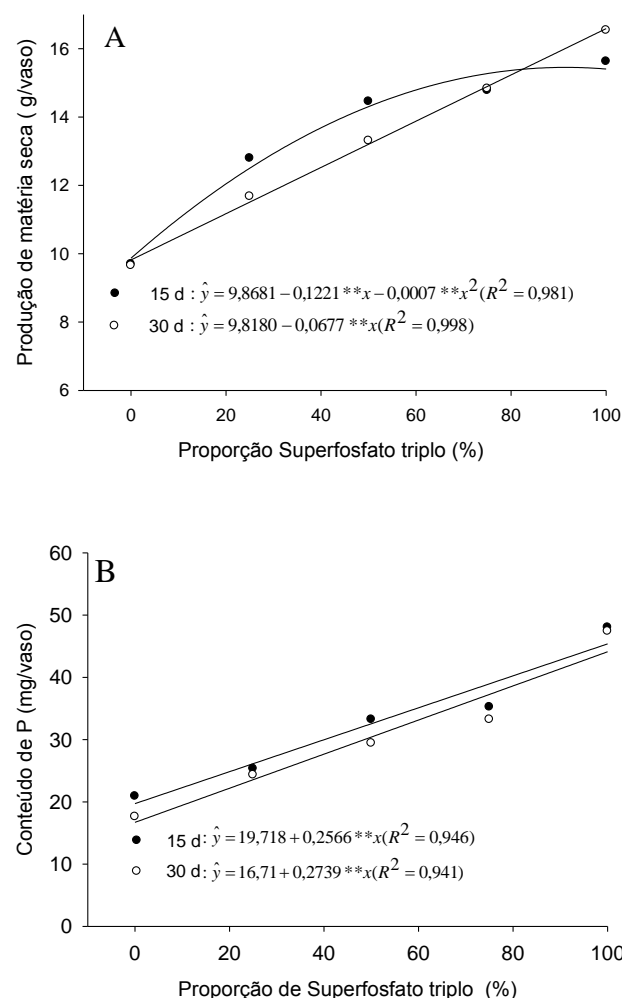 A
Produção de matéria seca ( g/vaso)
16
14
12
10
8
6
15 d : ŷ = 9,8681 − 0,1221 **x − 0,0007 **x² (R² = 0,981)
30 d : ŷ = 9,8180 − 0,0677 **x(R² = 0,998)
0 20 40 60 80 100
Proporção Superfosfato triplo (%)
B
Conteúdo de P (mg/vaso)
60
50
40
30
20
10
0
15 d: ŷ = 19,718 + 0,2566 **x(R² = 0,946)
30 d: ŷ = 16,71 + 0,2739 **x(R² = 0,941)
0 20 40 60 80 100
Proporção de Superfosfato triplo (%)